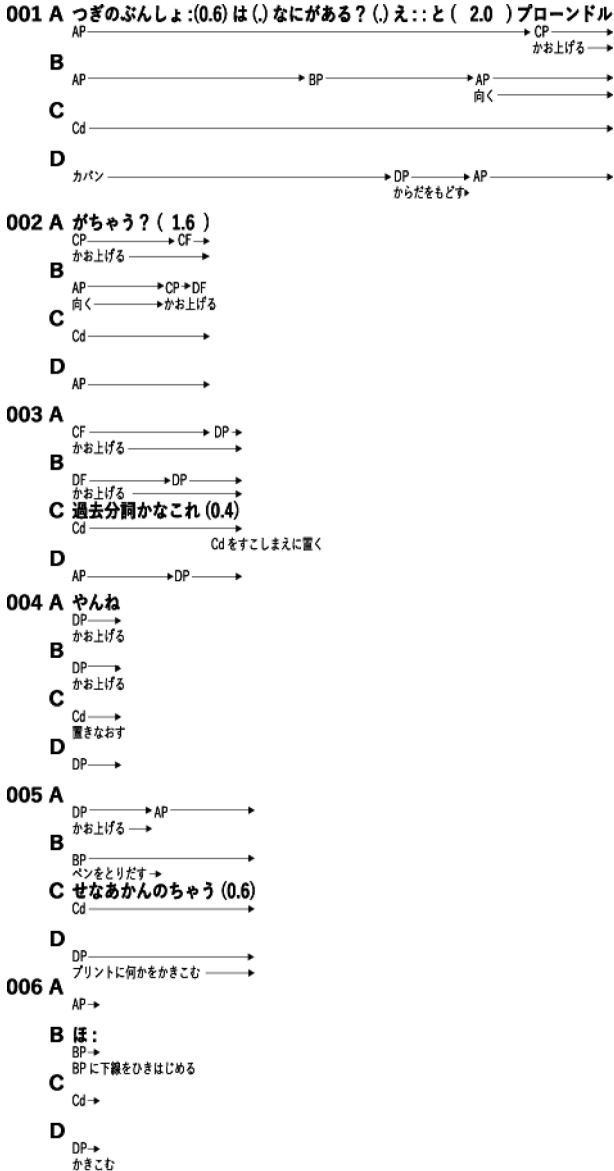 001 A つぎのぶんしょ:(0.6) は (.) なにがある? (.) え : : と ( 2.0 ) プローンドル
AP CP
かお上げる
B
AP BP AP
向く
C
Cd
D
カバン DP AP
からだをもどす
002 A がちゃう? ( 1.6 )
CP CF
かお上げる
B
AP CP DF
向く かお上げる
C
Cd
D
AP
003 A
CF DP
かお上げる
B
DF DP
かお上げる
C 過去分詞かなこれ (0.4)
Cd
Cd をすこしまえに置く
D
AP DP
004 A やんね
DP
かお上げる
B
DP
かお上げる
C
Cd
置きなおす
D
DP
005 A
DP AP
かお上げる
B
BP
ペンをとりだす
C せなあかんのちゃう (0.6)
Cd
D
DP
プリントに何かをかきこむ
006 A
AP
B ほ :
BP
BP に下線をひきはじめる
C
Cd
D
DP
かきこむ